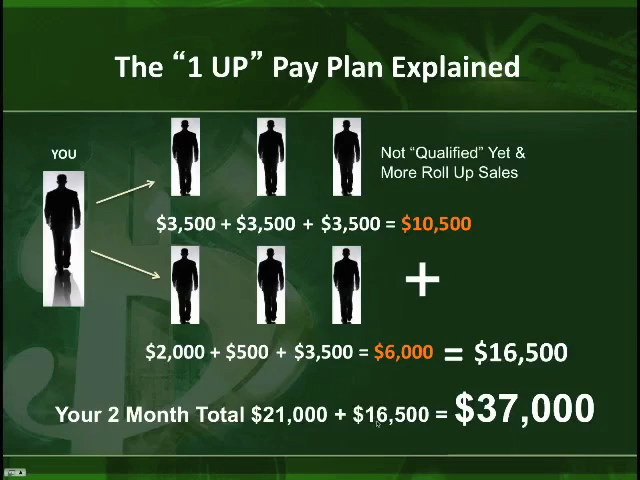 The “1 UP” Pay Plan Explained
YOU
Not “Qualified” Yet &
More Roll Up Sales
$3,500 + $3,500 + $3,500 = $10,500
+
$2,000 + $500 + $3,500 = $6,000 = $16,500
Your 2 Month Total $21,000 + $16,500 = $37,000